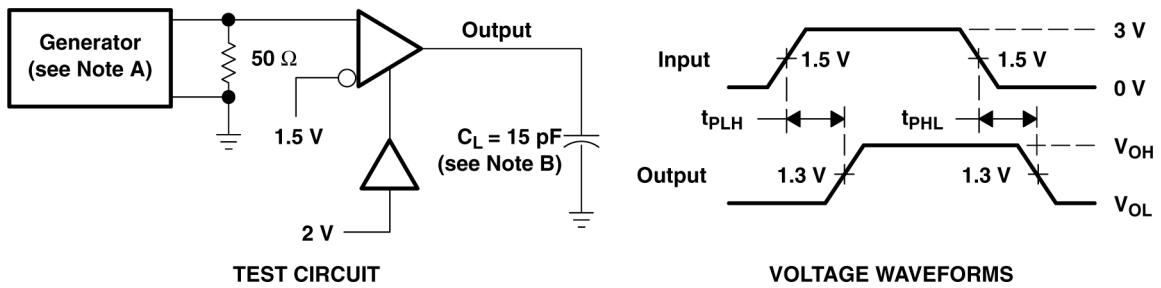 Generator
(see Note A)
50 Ω
1.5 V
2 V
Output
C_L = 15 pF
(see Note B)
TEST CIRCUIT
Input
1.5 V
1.5 V
3 V
0 V
t_PLH
t_PHL
Output
1.3 V
1.3 V
V_OH
V_OL
VOLTAGE WAVEFORMS